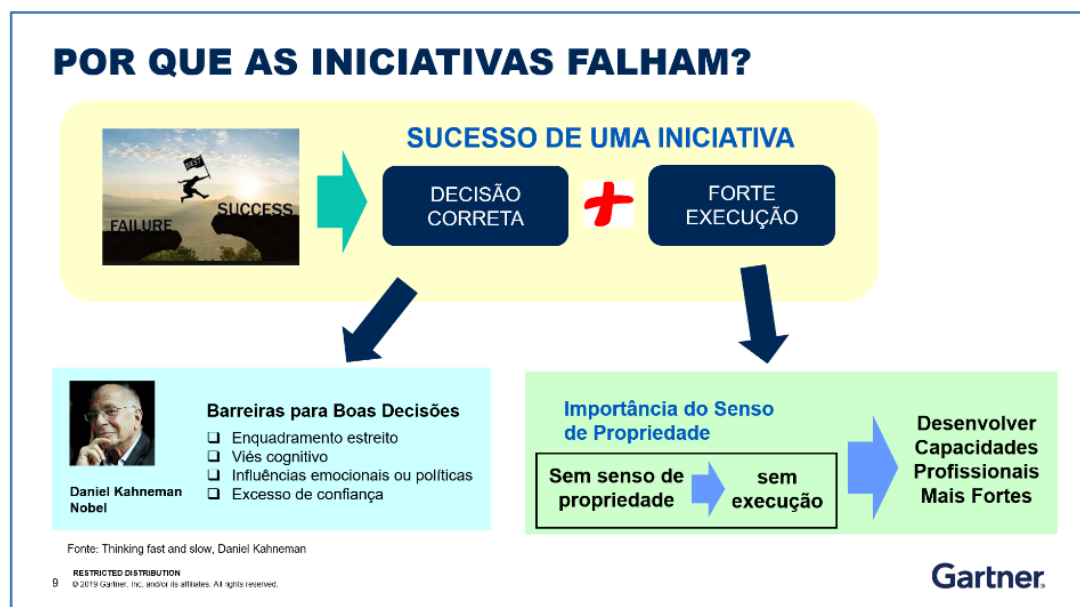 POR QUE AS INICIATIVAS FALHAM?
SUCESSO DE UMA INICIATIVA
BEST
FAILURE
SUCCESS
DECISÃO
CORRETA
+
FORTE
EXECUÇÃO
Daniel Kahneman
Nobel
Barreiras para Boas Decisões
Enquadramento estreito
Viés cognitivo
Influências emocionais ou políticas
Excesso de confiança
Importância do Senso
de Propriedade
Sem senso de
propriedade
sem
execução
Desenvolver
Capacidades
Profissionais
Mais Fortes
Fonte: Thinking fast and slow, Daniel Kahneman
9
RESTRICTED DISTRIBUTION
© 2019 Gartner, Inc. and/or its affiliates. All rights reserved.
Gartner